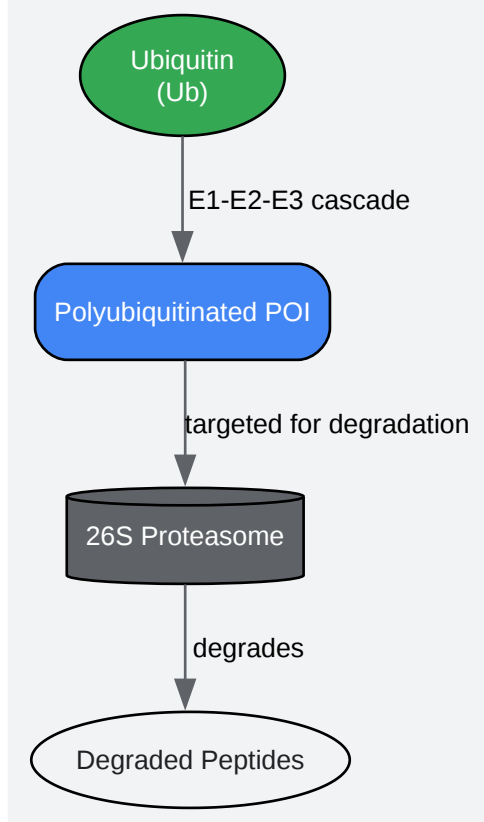 Ubiquitin
(Ub)
E1-E2-E3 cascade
Polyubiquitinated POI
targeted for degradation
26S Proteasome
degrades
Degraded Peptides